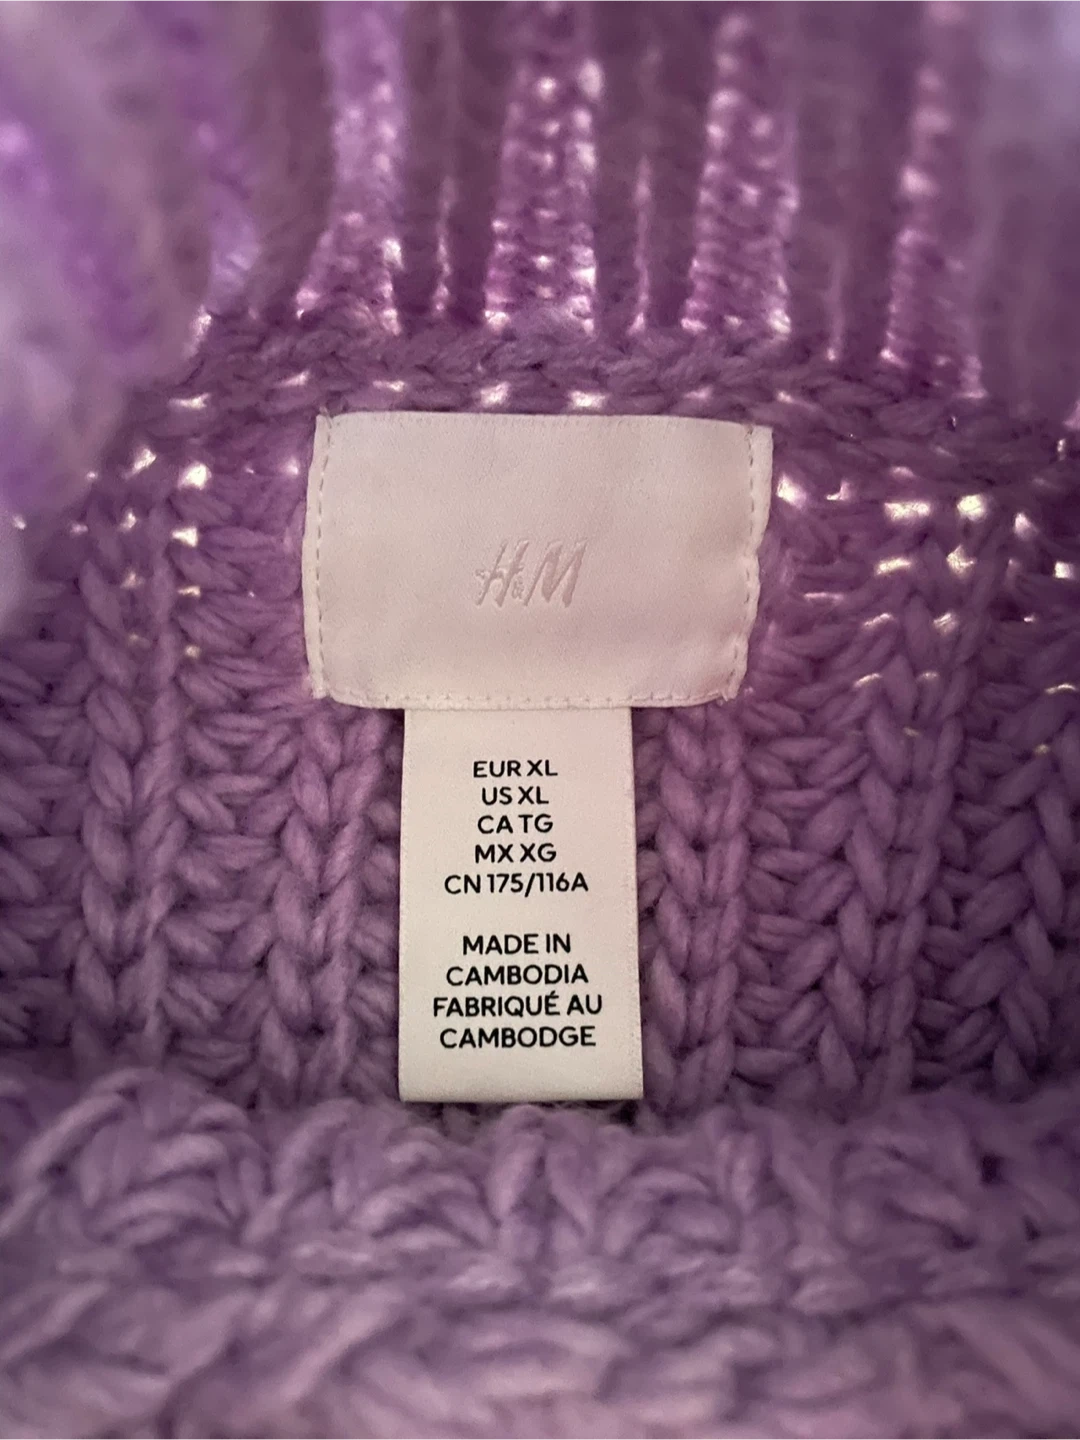 H&M
EUR XL
US XL
CA TG
MX XG
CN 175/116A
MADE IN
CAMBODIA
FABRIQUÉ AU
CAMBODGE